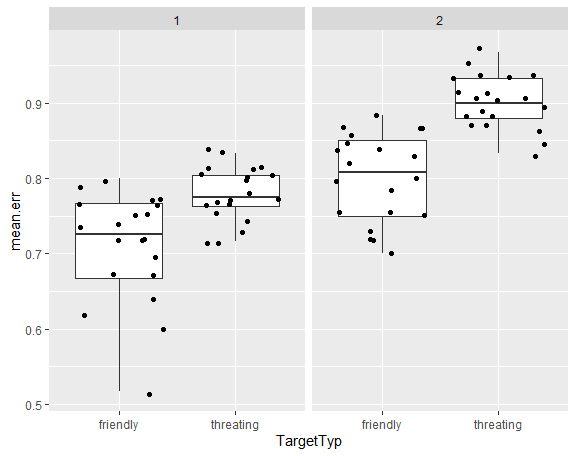 1
2
mean.err
0.9
0.8
0.7
0.6
0.5
friendly
threating
friendly
threating
TargetTyp